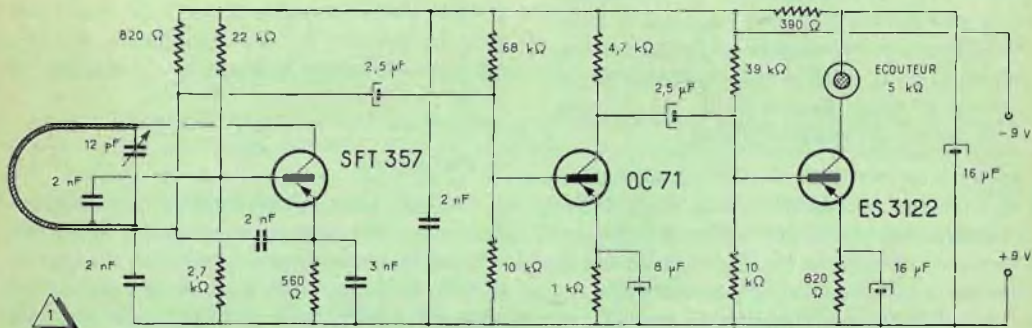 820 Ω
22 kΩ
68 kΩ
4,7 kΩ
390 Ω
39 kΩ
2,5 µF
2,5 µF
ECOUTEUR
5 kΩ
12 pF
SFT 357
OC 71
ES 3122
-9 V
16 µF
2 nF
2 nF
2 nF
2 nF
+9 V
2,7
kΩ
560
Ω
3 nF
10 kΩ
1 kΩ
8 µF
10
kΩ
820
Ω
16 µF
1